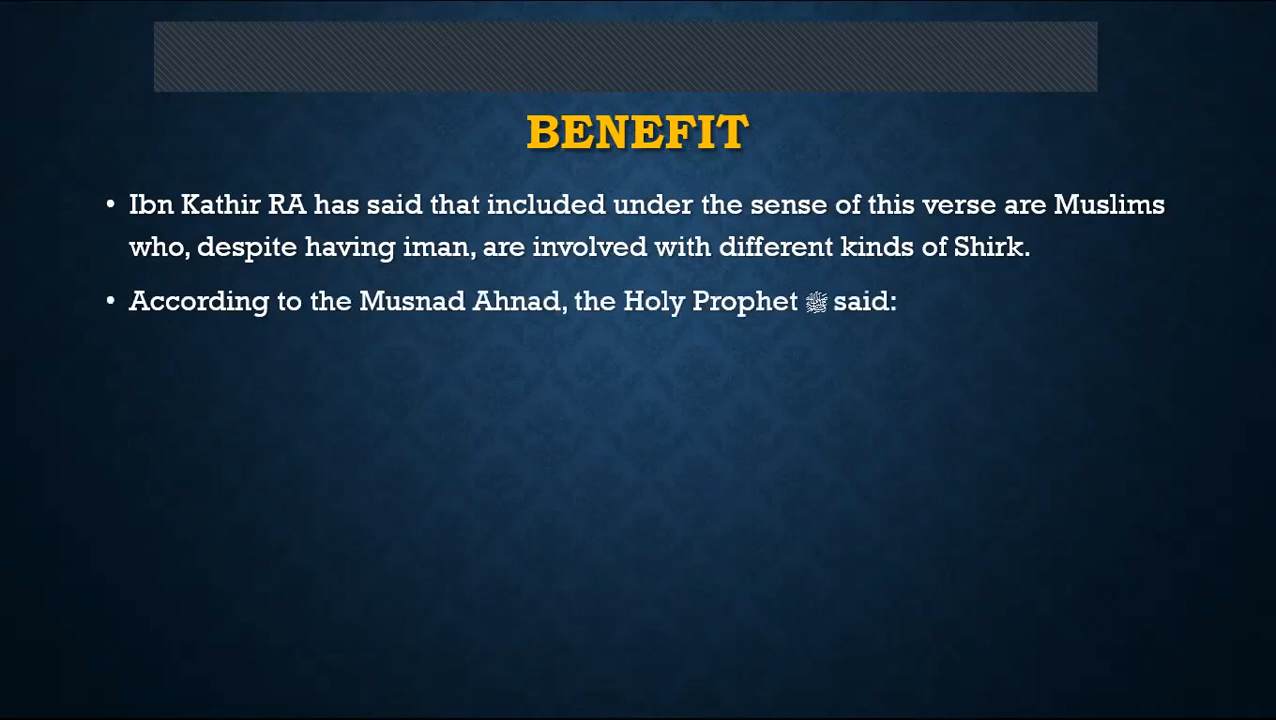 BENEFIT
• Ibn Kathir RA has said that included under the sense of this verse are Muslims
who, despite having iman, are involved with different kinds of Shirk.
• According to the Musnad Ahnad, the Holy Prophet ﷺ said: